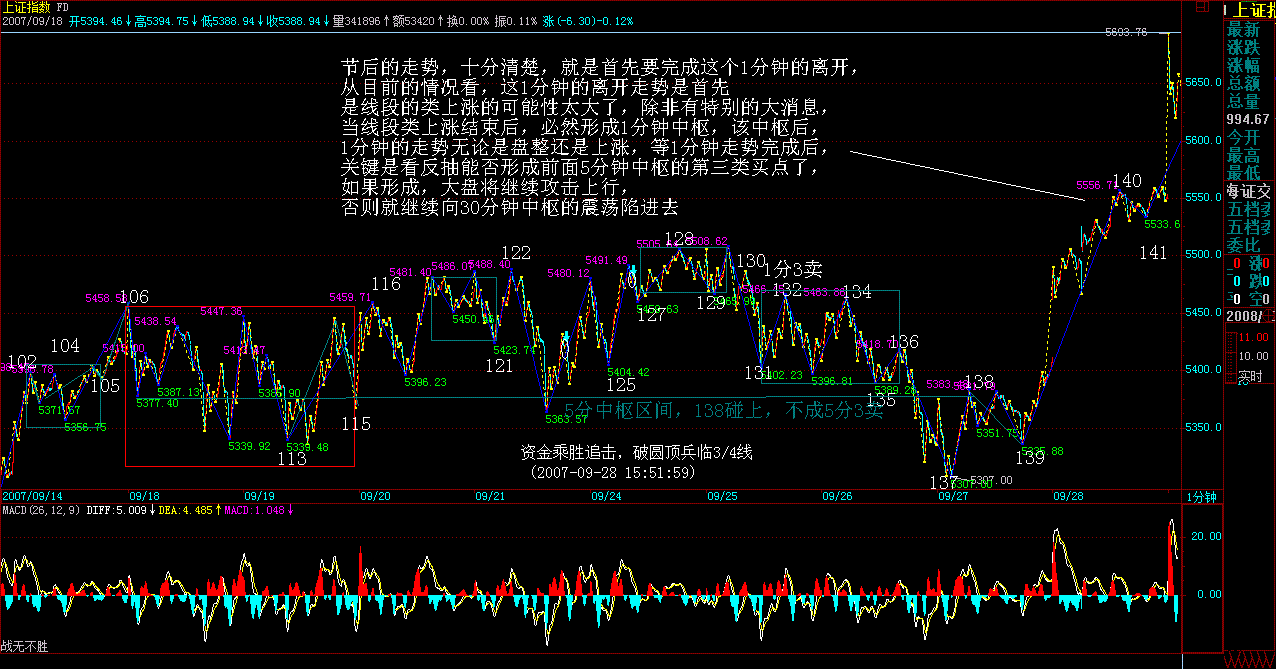 上证指数 FD
2007/09/18 开5394.46↓高5394.75↓低5388.94↓收5388.94↓量341896↑额53420↑换0.00% 振0.11% 涨(-6.30)-0.12%
5603.76
节后的走势，十分清楚，就是首先要完成这个1分钟的离开，
从目前的情况看，这1分钟的离开走势是首先
是线段的类上涨的可能性太大了，除非有特别的大消息，
当线段类上涨结束后，必然形成1分钟中枢，该中枢后，
1分钟的走势无论是盘整还是上涨，等1分钟走势完成后，
关键是看反抽能否形成前面5分钟中枢的第三类买点了，
如果形成，大盘将继续攻击上行，
否则就继续向30分钟中枢的震荡陷进去
140
5533.6
141
122
5481.40
5491.49
128
5508.62
130
1分3卖
5480.12
116
5459.71
106
5438.54
5447.36
104
102
105
5371.67
5377.40
5387.13
5339.92
5339.48
113
115
5396.23
5423.74
121
5363.57
5404.42
125
127
129
131
132
134
136
5402.23
5396.81
135
138
5351.75
139
137
5307.00
5分中枢区间，138碰上，不成5分3卖
资金乘胜追击，破圆顶兵临3/4线
(2007-09-28 15:51:59)
2007/09/14 09/18 09/19 09/20 09/21 09/24 09/25 09/26 09/27 09/28 1分钟
MACD(26,12,9) DIFF:5.009↓DEA:4.485↑MACD:1.048↓
战无不胜
5650.0
5600.0
5550.0
5500.0
5450.0
5400.0
5350.0
20.00
0.00
上证指
最新
涨跌
涨幅
总额
总量
994.67
今开
最高
最低
海证交
五档
五档
委比
0 涨0
0 跌0
0 空0
2008/
11.00
10.00
实时